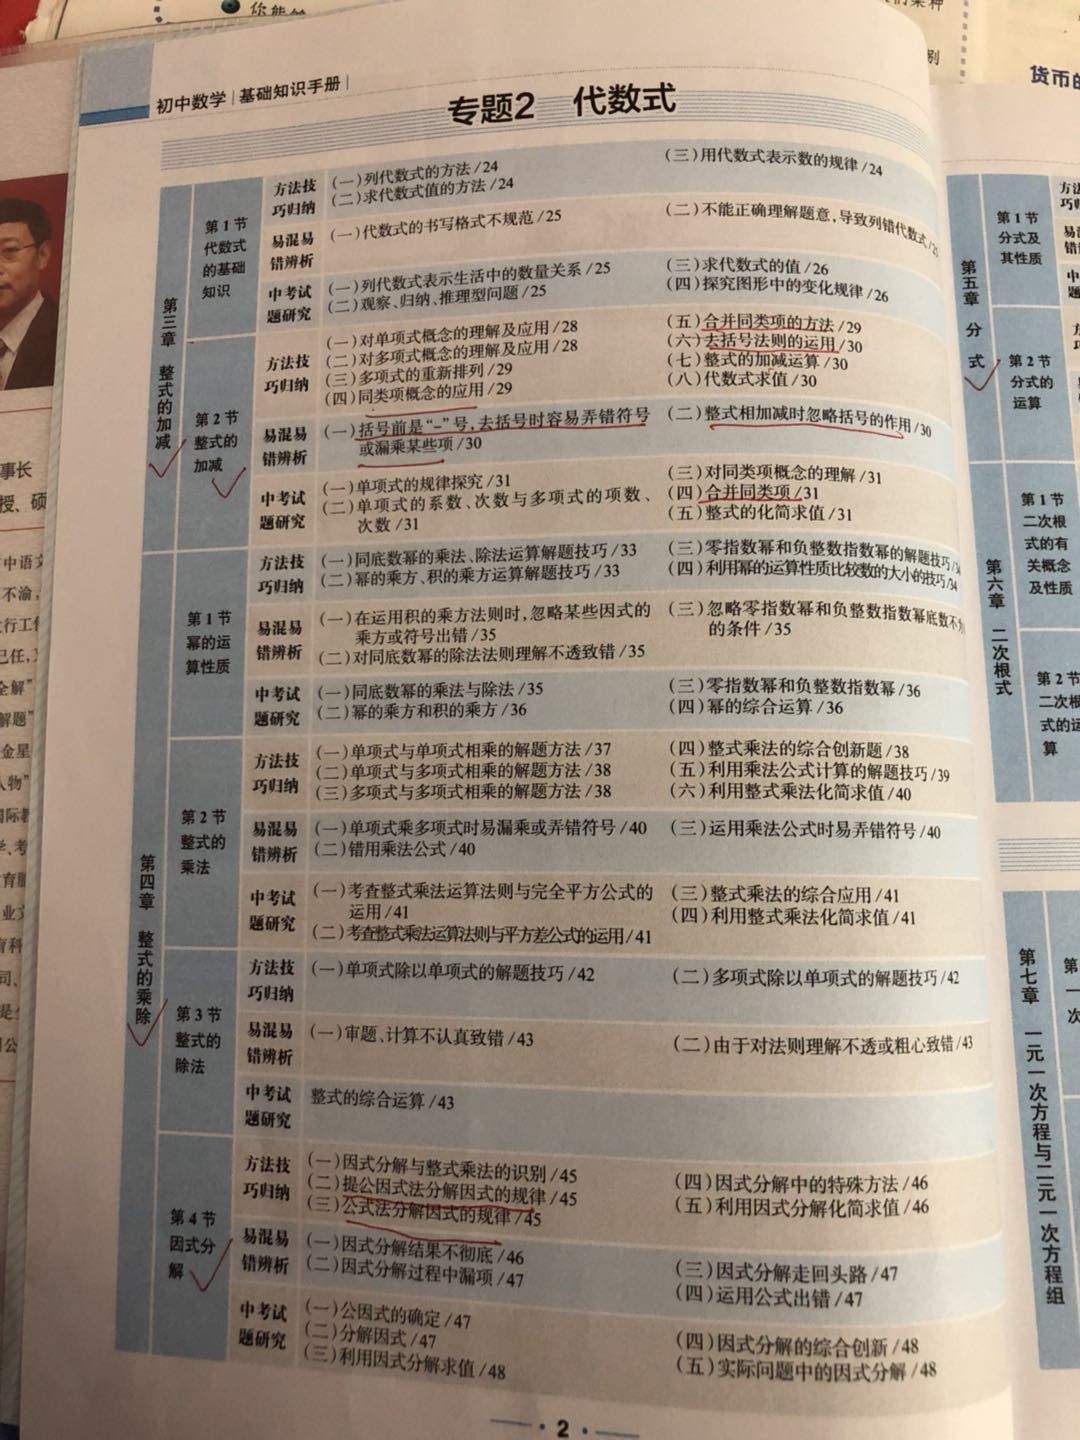 你能
初中数学 基础知识手册
专题2 代数式
第三章 整式的加减
第1节
代数式
的基础
知识
方法技
巧归纳
(一)列代数式的方法/24
(二)求代数式值的方法/24
(三)用代数式表示数的规律/24
易混易
错辨析
(一)代数式的书写格式不规范/25
(二)不能正确理解题意,导致列错代数式/25
中考试
题研究
(一)列代数式表示生活中的数量关系/25
(二)观察、归纳、推理型问题/25
(三)求代数式的值/26
(四)探究图形中的变化规律/26
第2节
整式的
加减
方法技
巧归纳
(一)对单项式概念的理解及应用/28
(二)对多项式概念的理解及应用/28
(三)多项式的重新排列/29
(四)同类项概念的应用/29
(五)合并同类项的方法/29
(六)去括号法则的运用/30
(七)整式的加减运算/30
(八)代数式求值/30
易混易
错辨析
(一)括号前是“-”号,去括号时容易弄错符号
或漏乘某些项/30
(二)整式相加减时忽略括号的作用/30
中考试
题研究
(一)单项式的规律探究/31
(二)单项式的系数、次数与多项式的项数、
次数/31
(三)对同类项概念的理解/31
(四)合并同类项/31
(五)整式的化简求值/31
第四章 整式的乘除
第1节
幂的运
算性质
方法技
巧归纳
(一)同底数幂的乘法、除法运算解题技巧/33
(二)幂的乘方、积的乘方运算解题技巧/33
(三)零指数幂和负整数指数幂的解题技巧/34
(四)利用幂的运算性质比较数的大小的技巧/34
易混易
错辨析
(一)在运用积的乘方法则时,忽略某些因式的
乘方或符号出错/35
(二)对同底数幂的除法法则理解不透致错/35
(三)忽略零指数幂和负整数指数幂底数不为
的条件/35
中考试
题研究
(一)同底数幂的乘法与除法/35
(二)幂的乘方和积的乘方/36
(三)零指数幂和负整数指数幂/36
(四)幂的综合运算/36
第2节
整式的
乘法
方法技
巧归纳
(一)单项式与单项式相乘的解题方法/37
(二)单项式与多项式相乘的解题方法/38
(三)多项式与多项式相乘的解题方法/38
(四)整式乘法的综合创新题/38
(五)利用乘法公式计算的解题技巧/39
(六)利用整式乘法化简求值/40
易混易
错辨析
(一)单项式乘多项式时易漏乘或弄错符号/40
(二)错用乘法公式/40
(三)运用乘法公式时易弄错符号/40
中考试
题研究
(一)考查整式乘法运算法则与完全平方公式的
运用/41
(二)考查整式乘法运算法则与平方差公式的运用/41
(三)整式乘法的综合应用/41
(四)利用整式乘法化简求值/41
第3节
整式的
除法
方法技
巧归纳
(一)单项式除以单项式的解题技巧/42
(二)多项式除以单项式的解题技巧/42
易混易
错辨析
(一)审题、计算不认真致错/43
(二)由于对法则理解不透或粗心致错/43
中考试
题研究
整式的综合运算/43
第4节
因式分
解
方法技
巧归纳
(一)因式分解与整式乘法的识别/45
(二)提公因式法分解因式的规律/45
(三)公式法分解因式的规律/45
(四)因式分解中的特殊方法/46
(五)利用因式分解化简求值/46
易混易
错辨析
(一)因式分解结果不彻底/46
(二)因式分解过程中漏项/47
(三)因式分解走回头路/47
(四)运用公式出错/47
中考试
题研究
(一)公因式的确定/47
(二)分解因式/47
(三)利用因式分解求值/48
(四)因式分解的综合创新/48
(五)实际问题中的因式分解/48
2
货币的
第五章 分式
第1节
分式及
其性质
第2节
分式的
运算
第六章 二次根式
第1节
二次根
式的有
关概念
及性质
第2节
二次根
式的运
算
第七章 一元一次方程与二元一次方程组
事长
授、硕